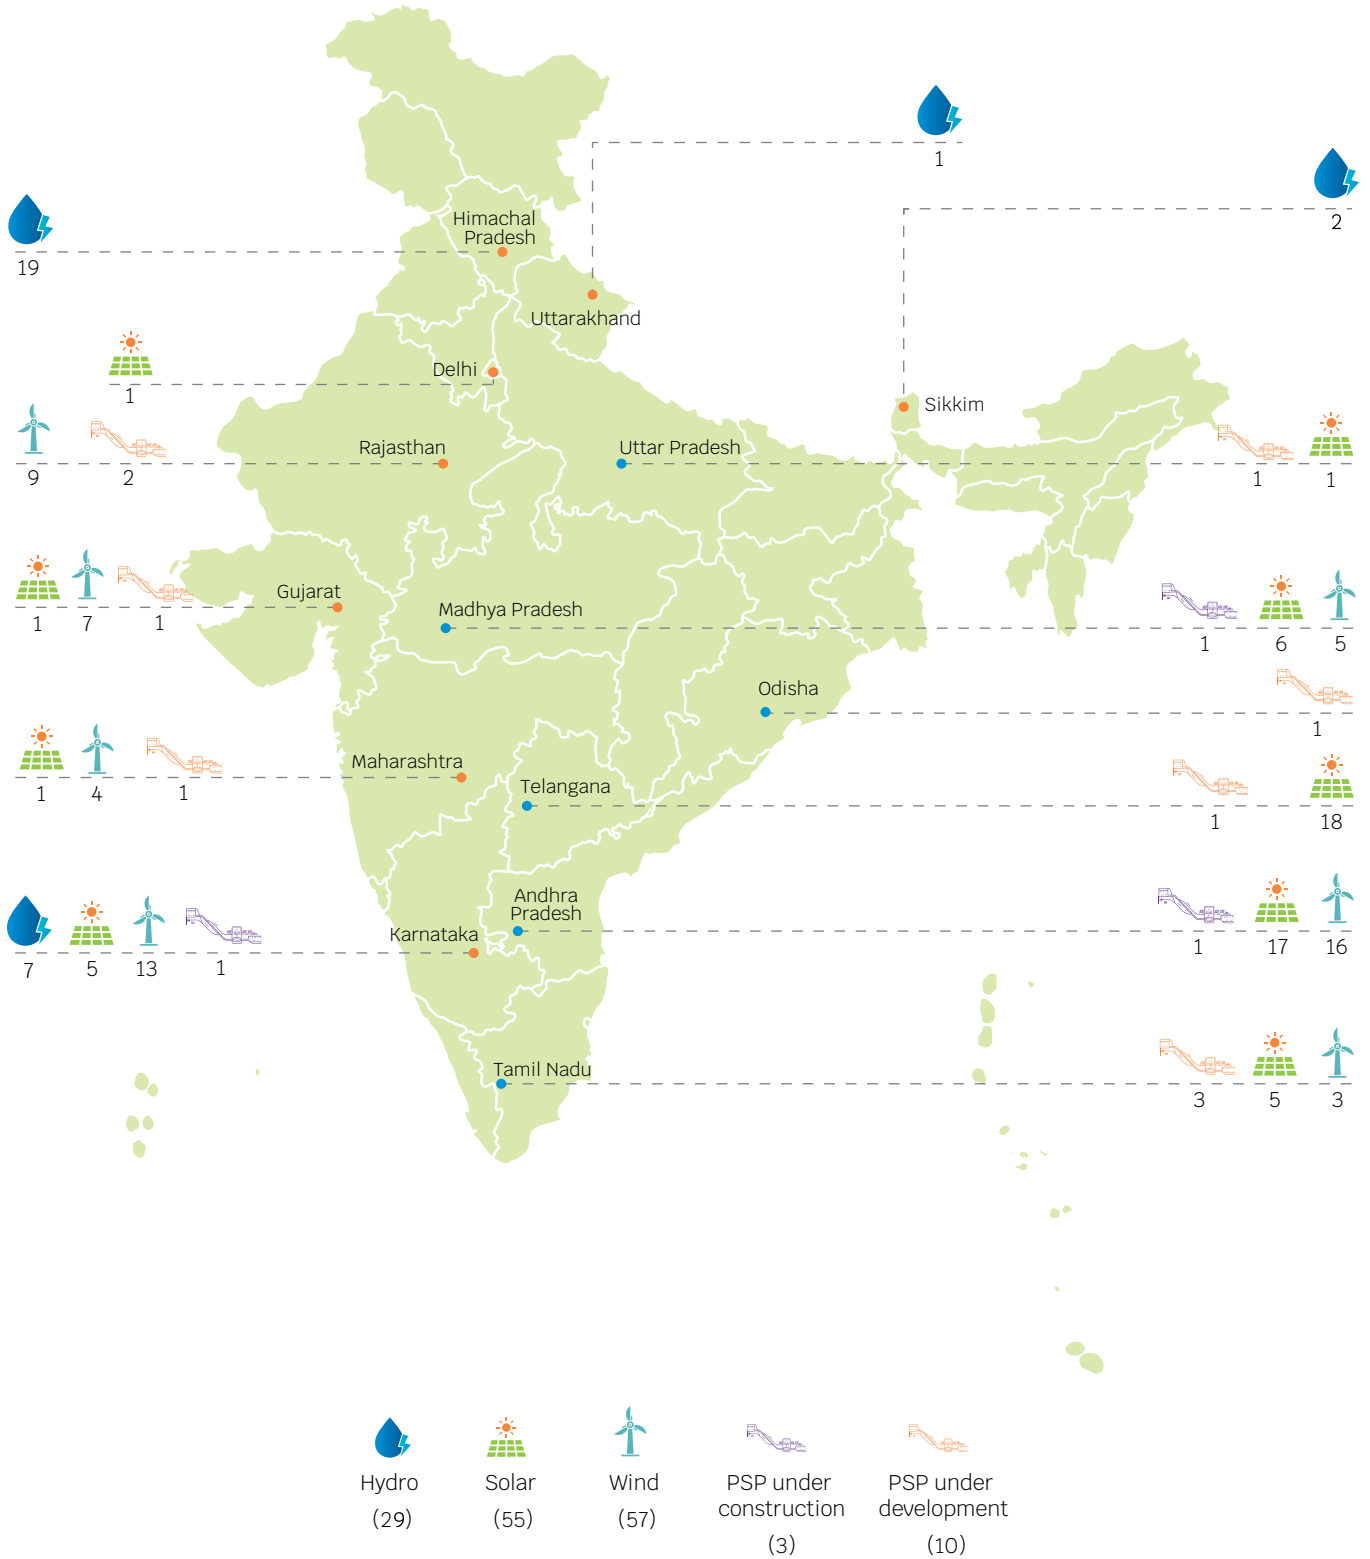 1
2
Himachal
Pradesh
19
Uttarakhand
Delhi
1
Sikkim
Rajasthan
Uttar Pradesh
9 2
1 1
Gujarat
1 7 1
Madhya Pradesh
1 6 5
Odisha
1
Maharashtra
1 4 1
Telangana
1 18
Andhra
Pradesh
1 17 16
Karnataka
7 5 13 1
Tamil Nadu
3 5 3
Hydro
(29)
Solar
(55)
Wind
(57)
PSP under
construction
(3)
PSP under
development
(10)